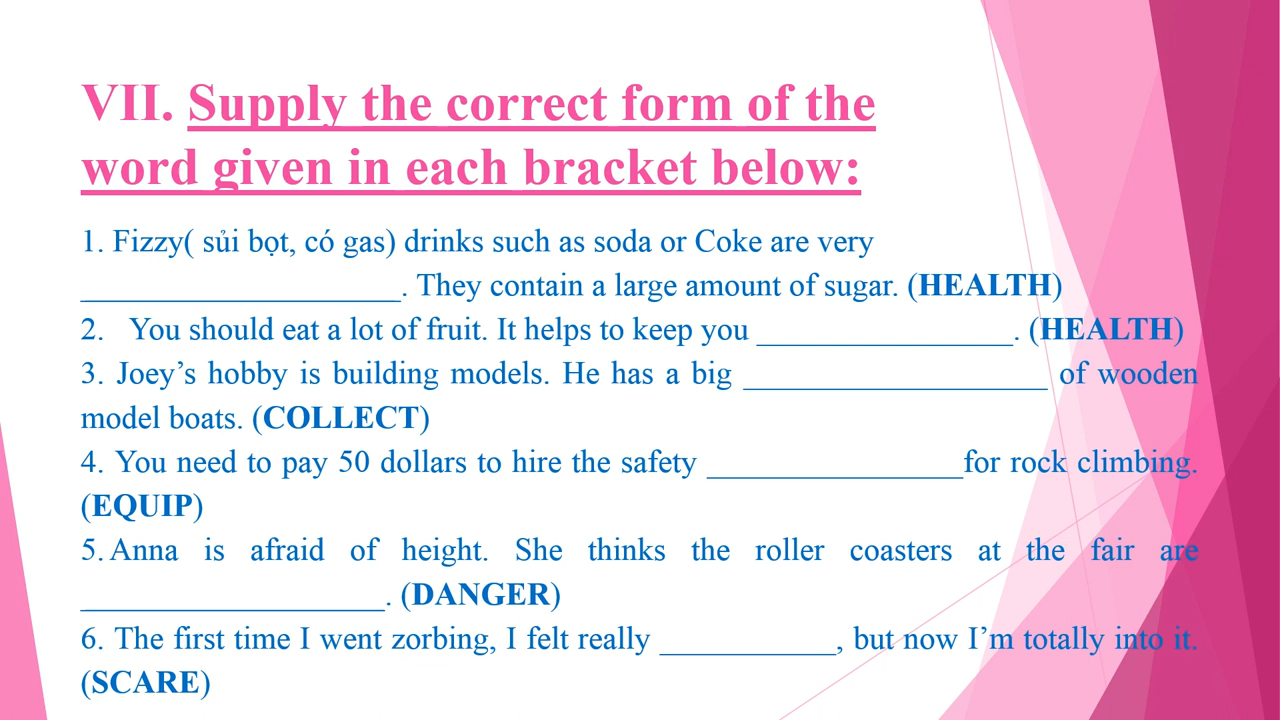 VII. Supply the correct form of the
word given in each bracket below:
1. Fizzy( sủi bọt, có gas) drinks such as soda or Coke are very
____________________. They contain a large amount of sugar. (HEALTH)
2. You should eat a lot of fruit. It helps to keep you ________________. (HEALTH)
3. Joey’s hobby is building models. He has a big ___________________ of wooden
model boats. (COLLECT)
4. You need to pay 50 dollars to hire the safety ________________for rock climbing.
(EQUIP)
5. Anna is afraid of height. She thinks the roller coasters at the fair are
___________________. (DANGER)
6. The first time I went zorbing, I felt really ___________, but now I’m totally into it.
(SCARE)